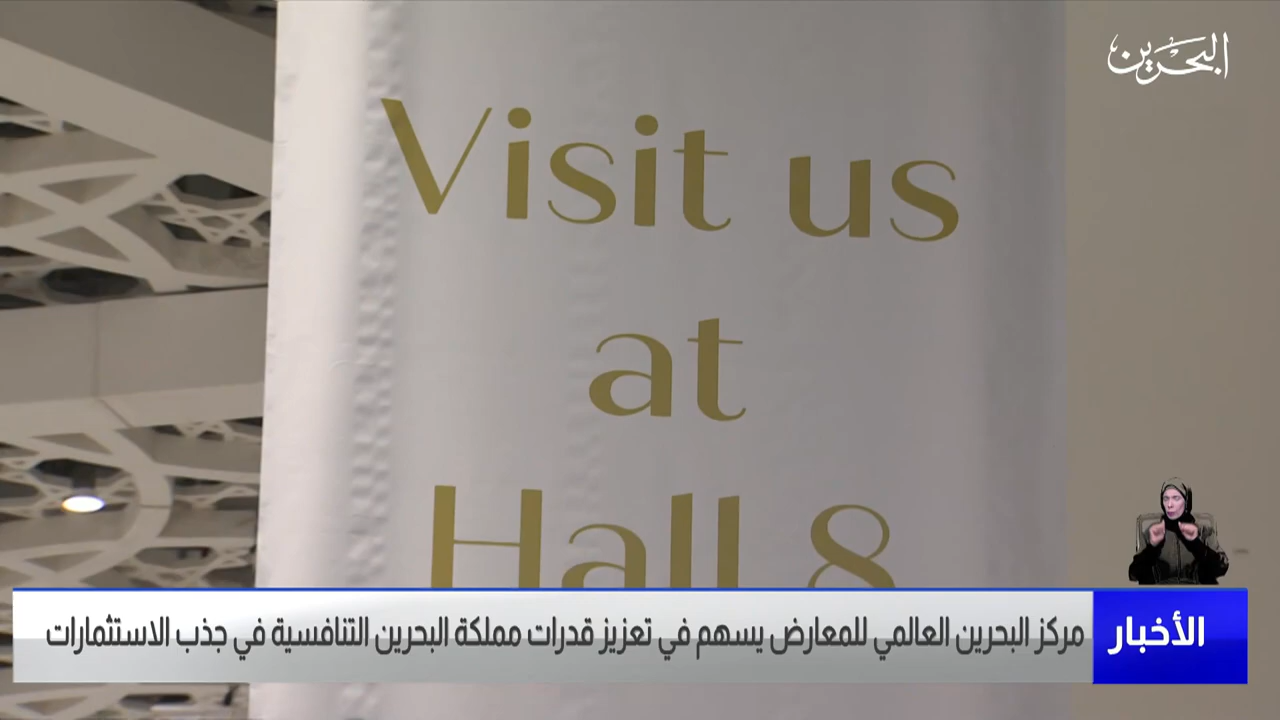 البحرين
Visit us
at
Hall 8
الأخبار
مركز البحرين العالمي للمعارض يسهم في تعزيز قدرات مملكة البحرين التنافسية في جذب الاستثمارات